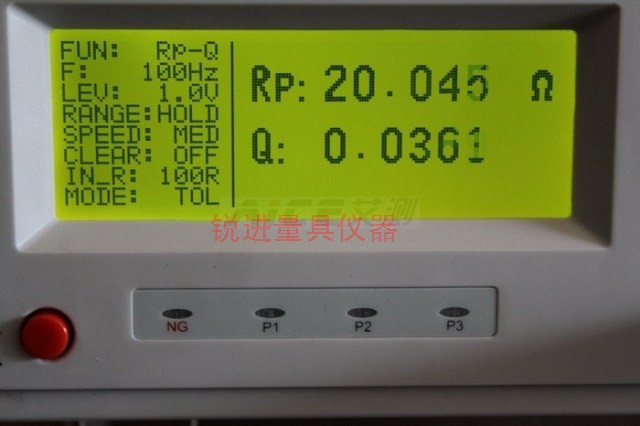 FUN: Rp-Q
F: 100Hz
LEV: 1.0V
RANGE:HOLD
SPEED: MED
CLEAR: OFF
IN_R: 100R
MODE: TOL
Rp: 20.045 Ω
Q: 0.0361
锐进量具仪器
NG
P1
P2
P3